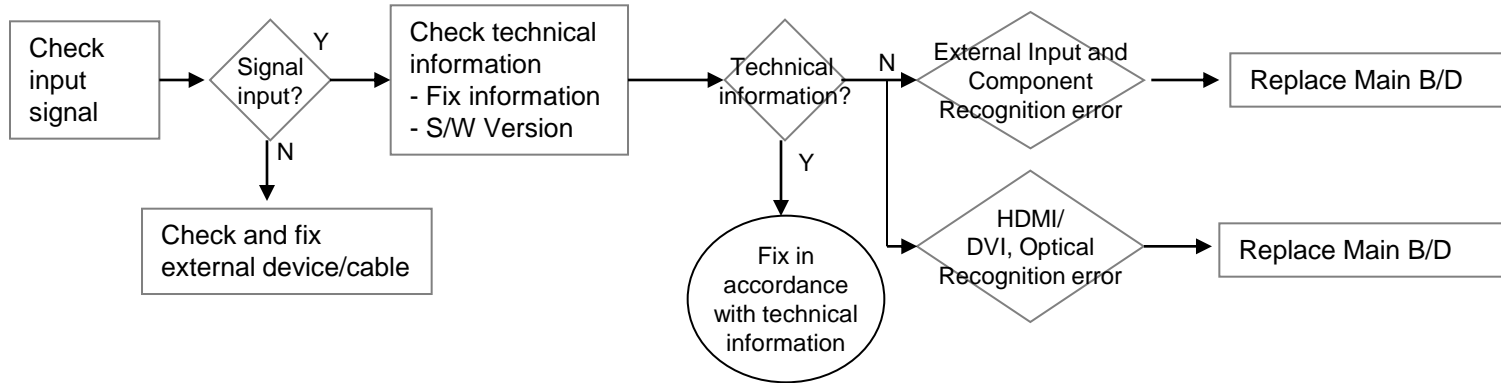 Check
input
signal
Signal
input?
Y
N
Check and fix
external device/cable
Check technical
information
- Fix information
- S/W Version
Technical
information?
Y
Fix in
accordance
with technical
information
N
External Input and
Component
Recognition error
Replace Main B/D
HDMI/
DVI, Optical
Recognition error
Replace Main B/D